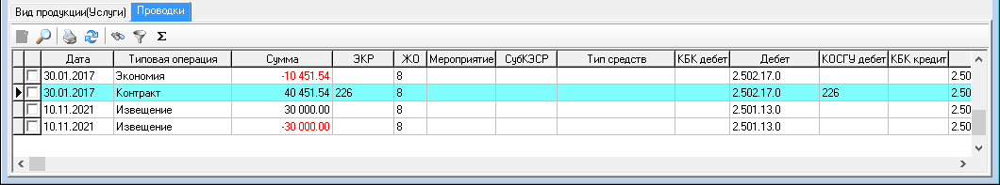 Вид продукции(Услуги) Проводки
Σ
Дата Типовая операция Сумма ЭКР ЖО Мероприятие СубКЭСР Тип средств КБК дебет Дебет КОСГУ дебет КБК кредит
30.01.2017 Экономия -10 451.54 8 2.502.17.0 2.50
30.01.2017 Контракт 40 451.54 226 8 2.502.17.0 226 2.50
10.11.2021 Извещение 30 000.00 8 2.501.13.0 2.50
10.11.2021 Извещение -30 000.00 8 2.501.13.0 2.50